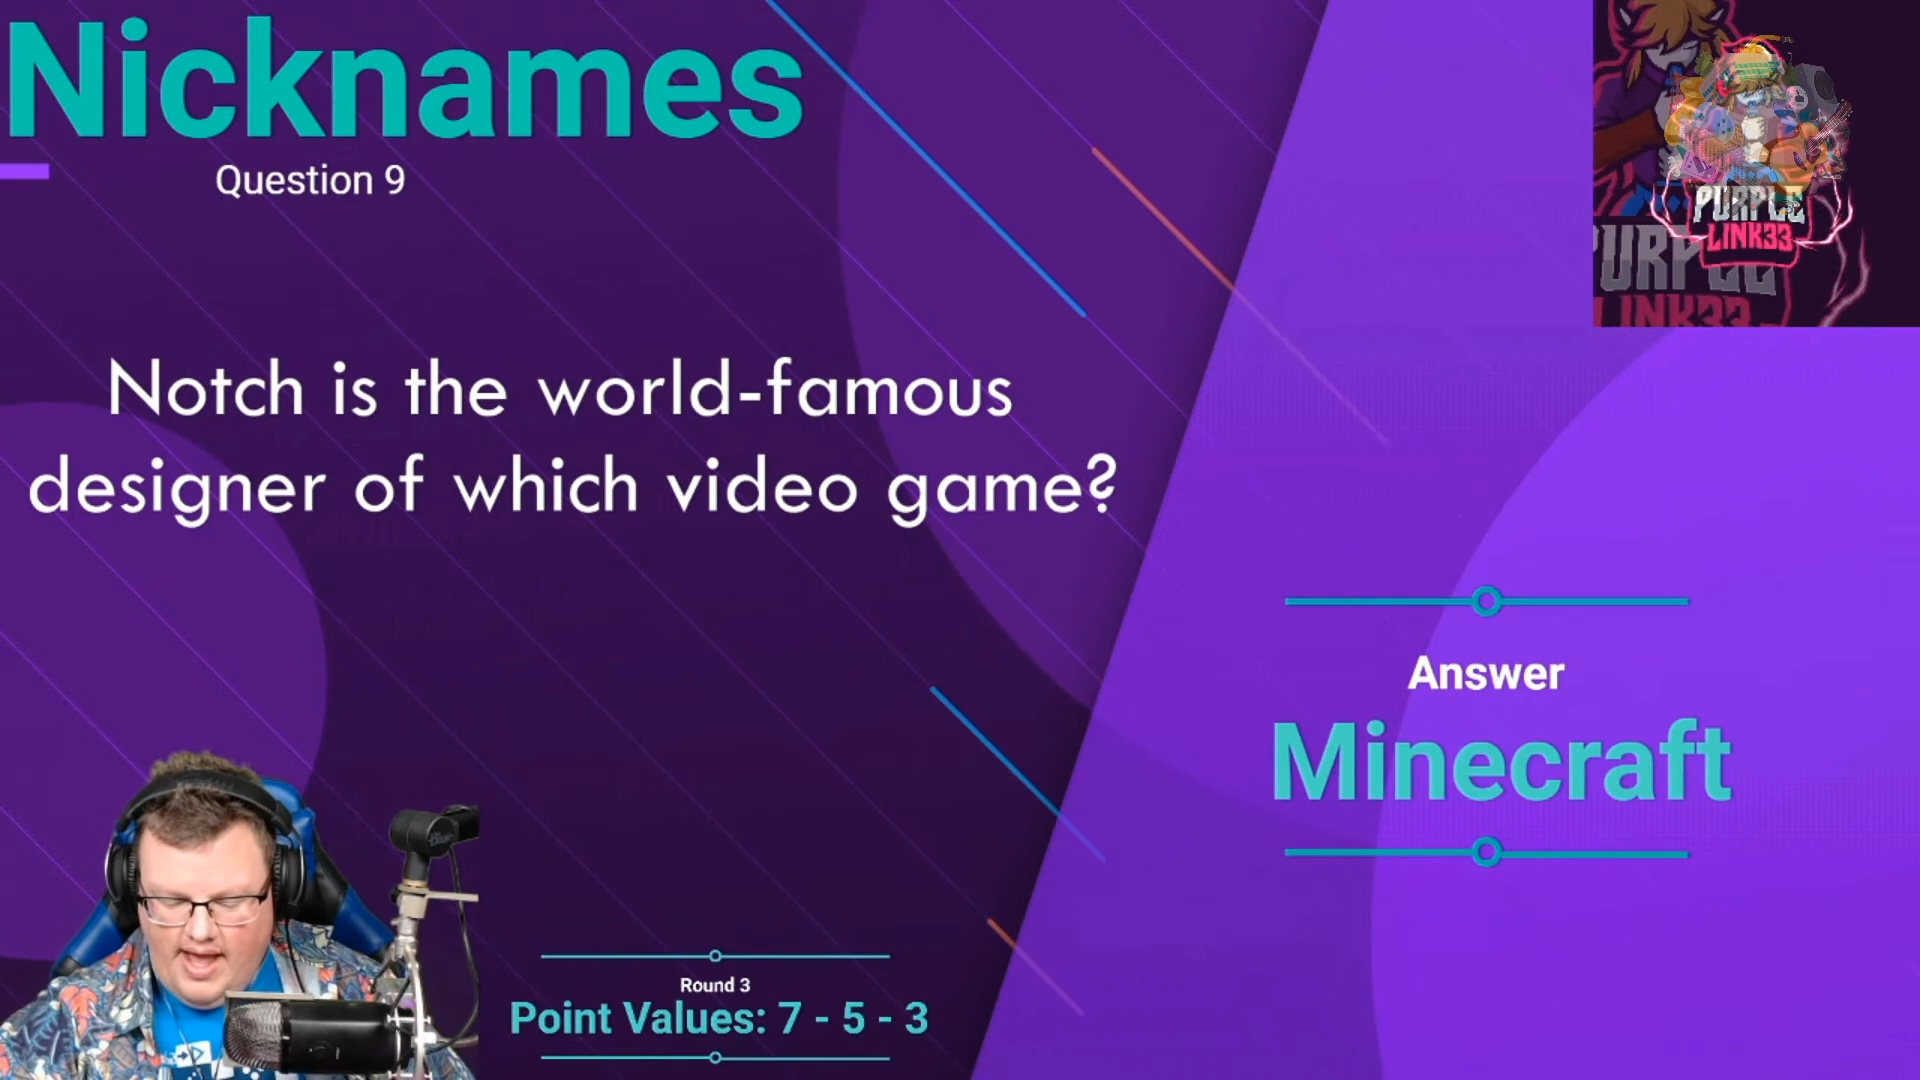 Nicknames
Question 9
Notch is the world-famous
designer of which video game?
PURPLE
LINK33
Answer
Minecraft
Round 3
Point Values: 7 - 5 - 3